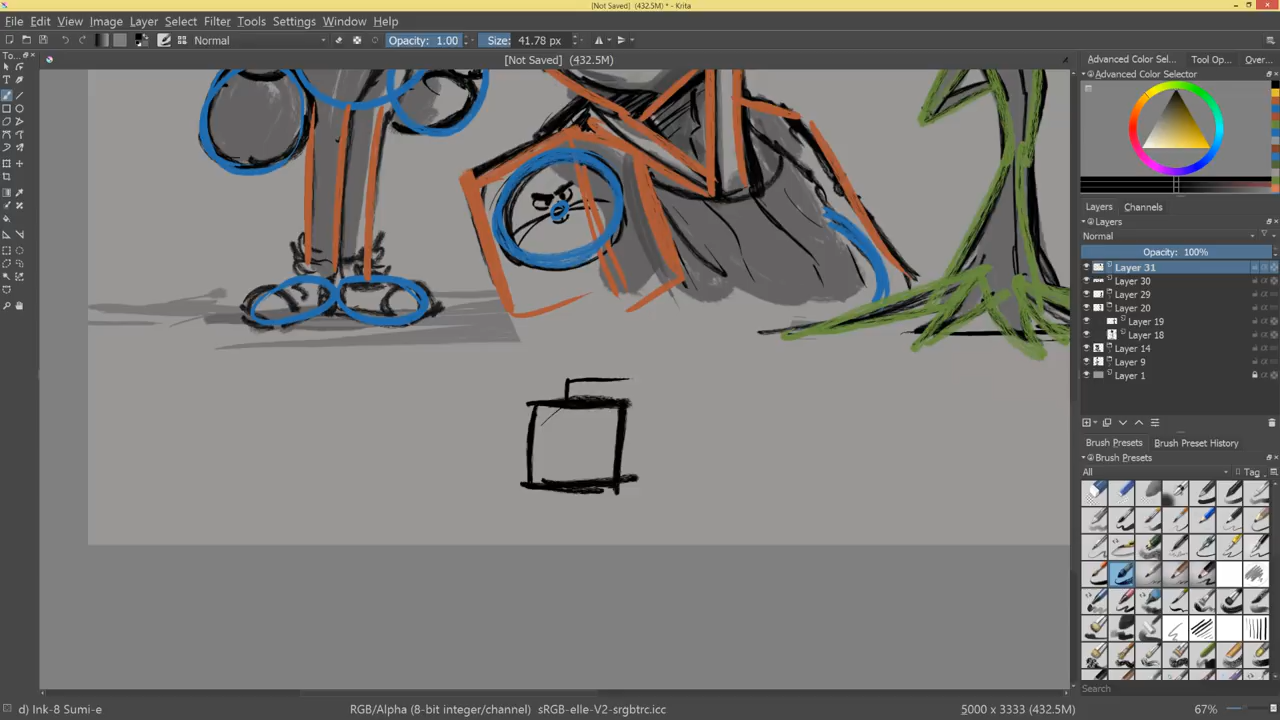 [Not Saved] (432.5M) * - Krita
File Edit View Image Layer Select Filter Tools Settings Window Help
Normal
Opacity: 1.00
Size: 41.78 px
[Not Saved] (432.5M)
To...
Advanced Color Sel...
Tool Op...
Over...
Advanced Color Selector
Layers
Channels
Layers
Normal
Opacity: 100%
Layer 31
Layer 30
Layer 29
Layer 20
Layer 19
Layer 18
Layer 14
Layer 9
Layer 1
Brush Presets
Brush Preset History
Brush Presets
All
Tag
Search
d) Ink-8 Sumi-e
RGB/Alpha (8-bit integer/channel) sRGB-elle-V2-srgbtrc.icc
5000 x 3333 (432.5M)
67%